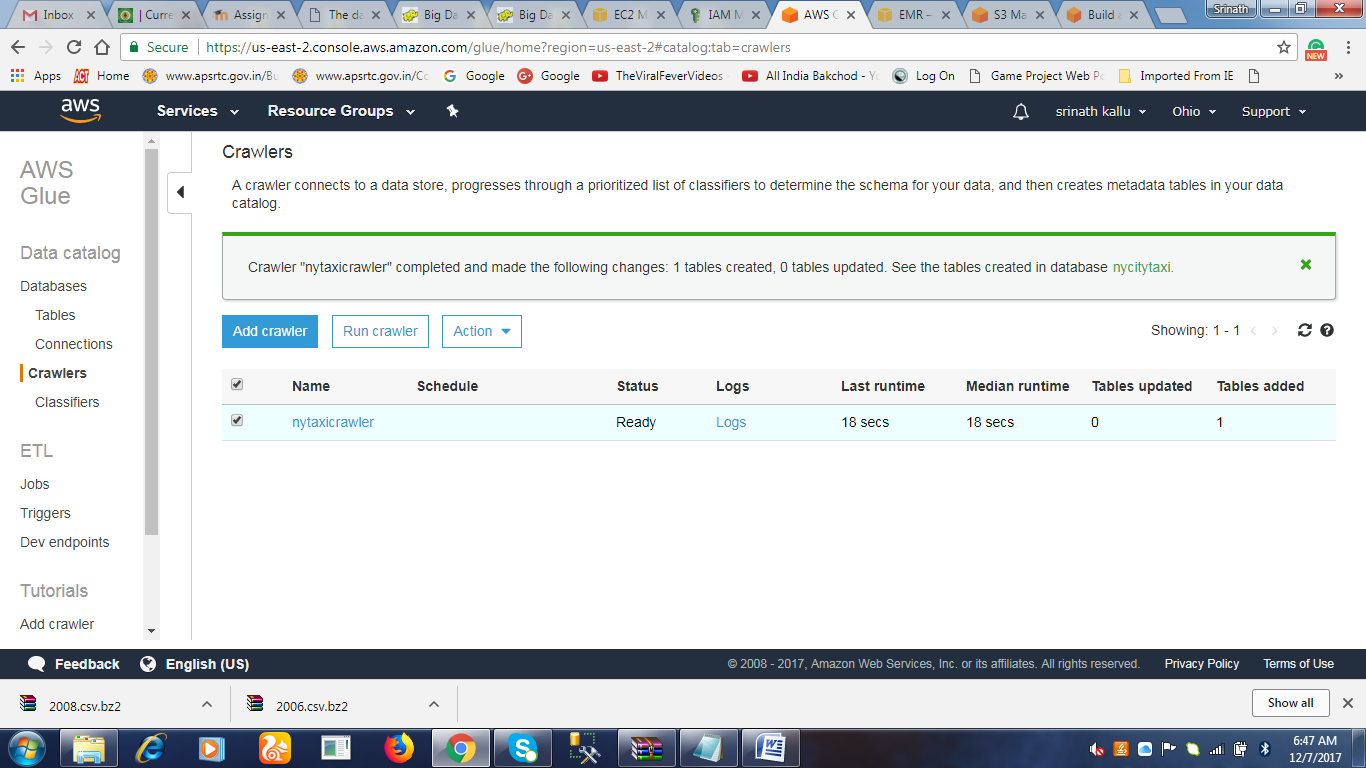 Inbox
| Curre
Assign
The da
Big Da
Big Da
EC2 M
IAM M
AWS G
EMR –
S3 Ma
Build a
Srinath
Secure
https://us-east-2.console.aws.amazon.com/glue/home?region=us-east-2#catalog:tab=crawlers
NEW
Apps
ACT
Home
www.apsrtc.gov.in/Bu
www.apsrtc.gov.in/Co
Google
Google
TheViralFeverVideos
All India Bakchod - Yo
Log On
Game Project Web Po
Imported From IE
»
aws
Services
Resource Groups
srinath kallu
Ohio
Support
AWS
Glue
Data catalog
Databases
Tables
Connections
Crawlers
Classifiers
ETL
Jobs
Triggers
Dev endpoints
Tutorials
Add crawler
Crawlers
A crawler connects to a data store, progresses through a prioritized list of classifiers to determine the schema for your data, and then creates metadata tables in your data
catalog.
Crawler "nytaxicrawler" completed and made the following changes: 1 tables created, 0 tables updated. See the tables created in database nycitytaxi.
Add crawler Run crawler Action
Showing: 1 - 1
Name Schedule Status Logs Last runtime Median runtime Tables updated Tables added
nytaxicrawler Ready Logs 18 secs 18 secs 0 1
Feedback English (US)
© 2008 - 2017, Amazon Web Services, Inc. or its affiliates. All rights reserved. Privacy Policy Terms of Use
2008.csv.bz2 2006.csv.bz2 Show all
6:47 AM
12/7/2017